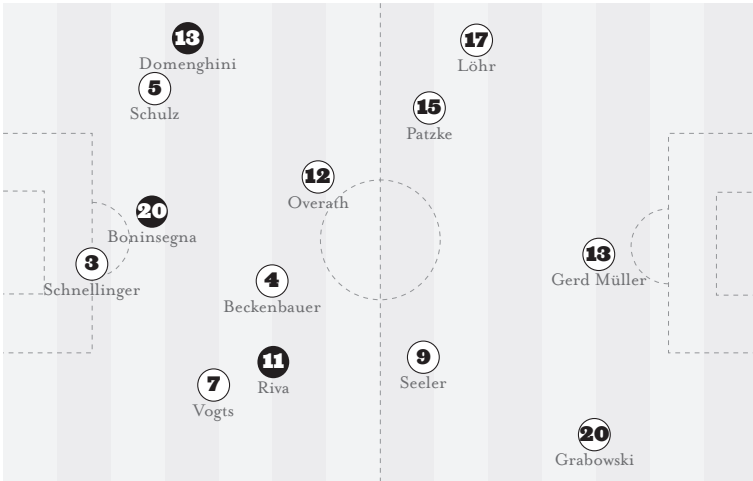 13
Domenghini
17
Löhr
5
Schulz
15
Patzke
12
Overath
20
Boninsegna
3
Schnellinger
13
Gerd Müller
4
Beckenbauer
11
Riva
9
Seeler
7
Vogts
20
Grabowski